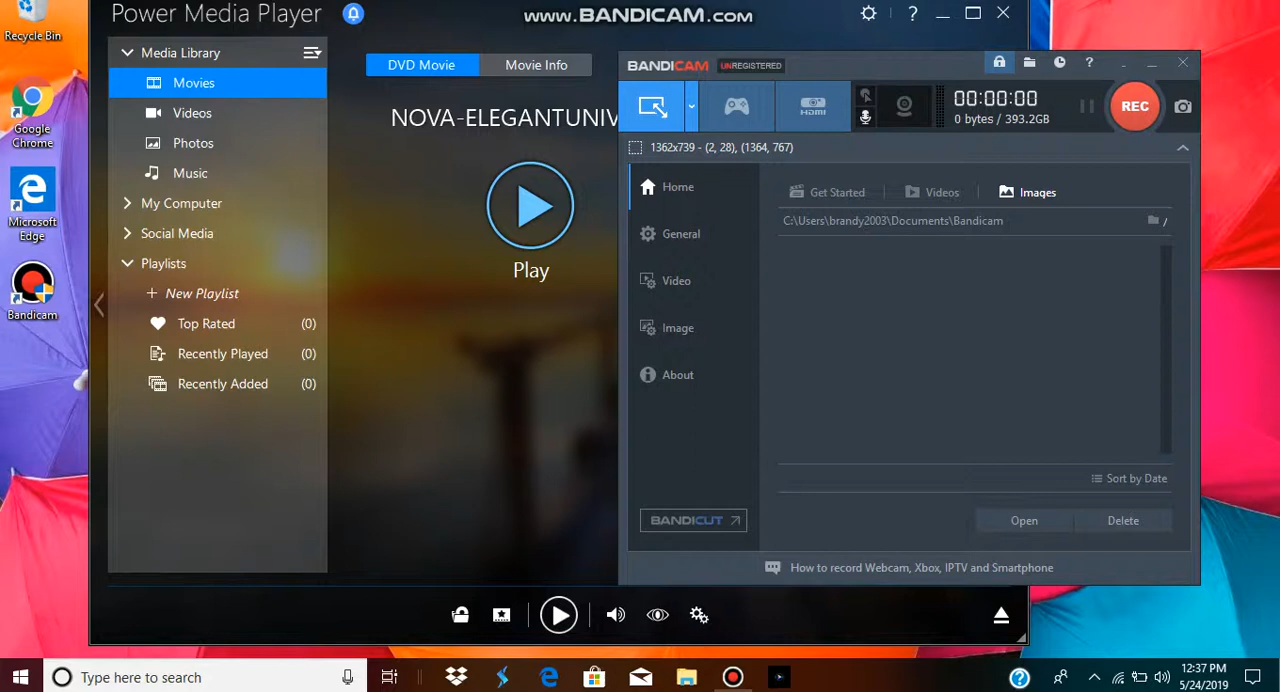 Recycle Bin
Google
Chrome
Microsoft
Edge
Bandicam
Power Media Player
www.BANDICAM.com
Media Library
Movies
Videos
Photos
Music
My Computer
Social Media
Playlists
+ New Playlist
Top Rated (0)
Recently Played (0)
Recently Added (0)
DVD Movie
Movie Info
NOVA-ELEGANTUNIV
Play
BANDICAM UNREGISTERED
HDMI
00:00:00
0 bytes / 393.2GB
REC
1362x739 - (2, 28), (1364, 767)
Home
General
Video
Image
About
BANDICUT
Get Started
Videos
Images
C:\Users\brandy2003\Documents\Bandicam
/
Sort by Date
Open
Delete
How to record Webcam, Xbox, IPTV and Smartphone
Type here to search
12:37 PM
5/24/2019